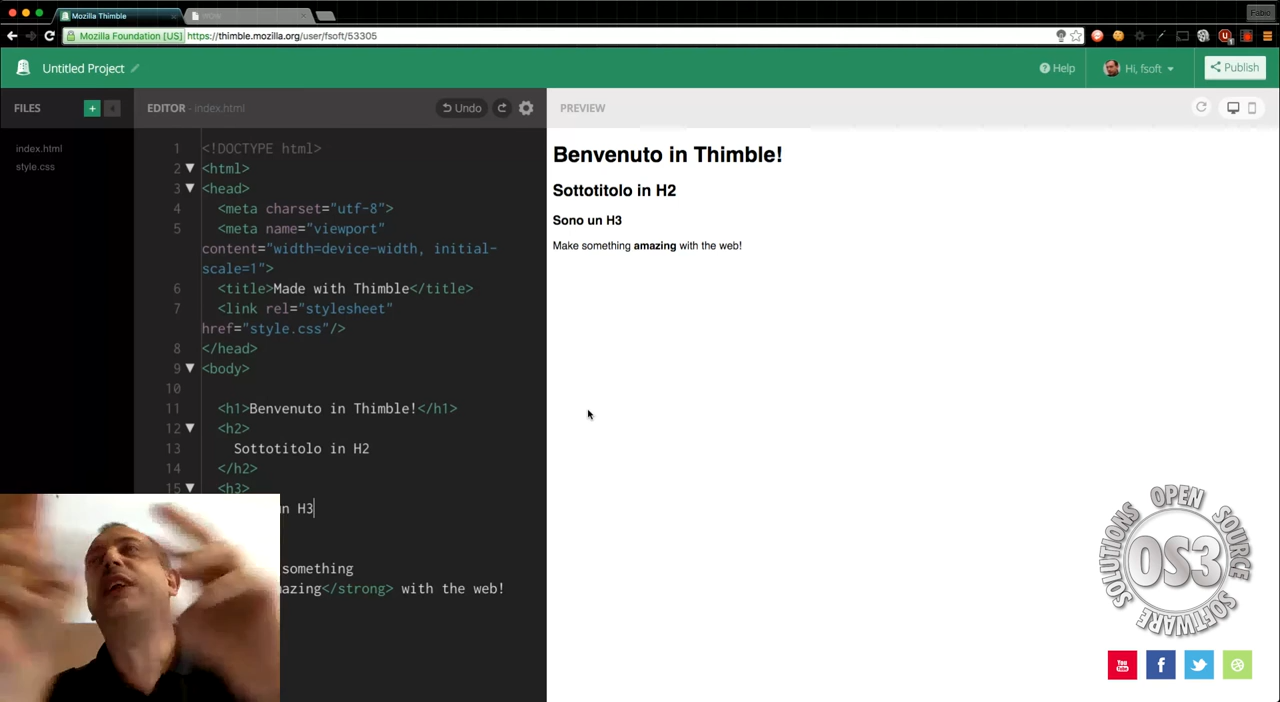 Mozilla Thimble
Fabio
Mozilla Foundation [US]
https://thimble.mozilla.org/user/fsoft/53305
Untitled Project
Help
Hi, fsoft
Publish
FILES
EDITOR - index.html
Undo
PREVIEW
index.html
style.css
1 <!DOCTYPE html>
2 <html>
3 <head>
4 <meta charset="utf-8">
5 <meta name="viewport"
content="width=device-width, initial-
scale=1">
6 <title>Made with Thimble</title>
7 <link rel="stylesheet"
href="style.css"/>
8 </head>
9 <body>
10
11 <h1>Benvenuto in Thimble!</h1>
12 <h2>
13 Sottotitolo in H2
14 </h2>
15 <h3>
un H3
something
mazing</strong> with the web!
Benvenuto in Thimble!
Sottotitolo in H2
Sono un H3
Make something amazing with the web!
OPEN SOURCE
SOFTWARE
SOLUTIONS
OS3
You Tube